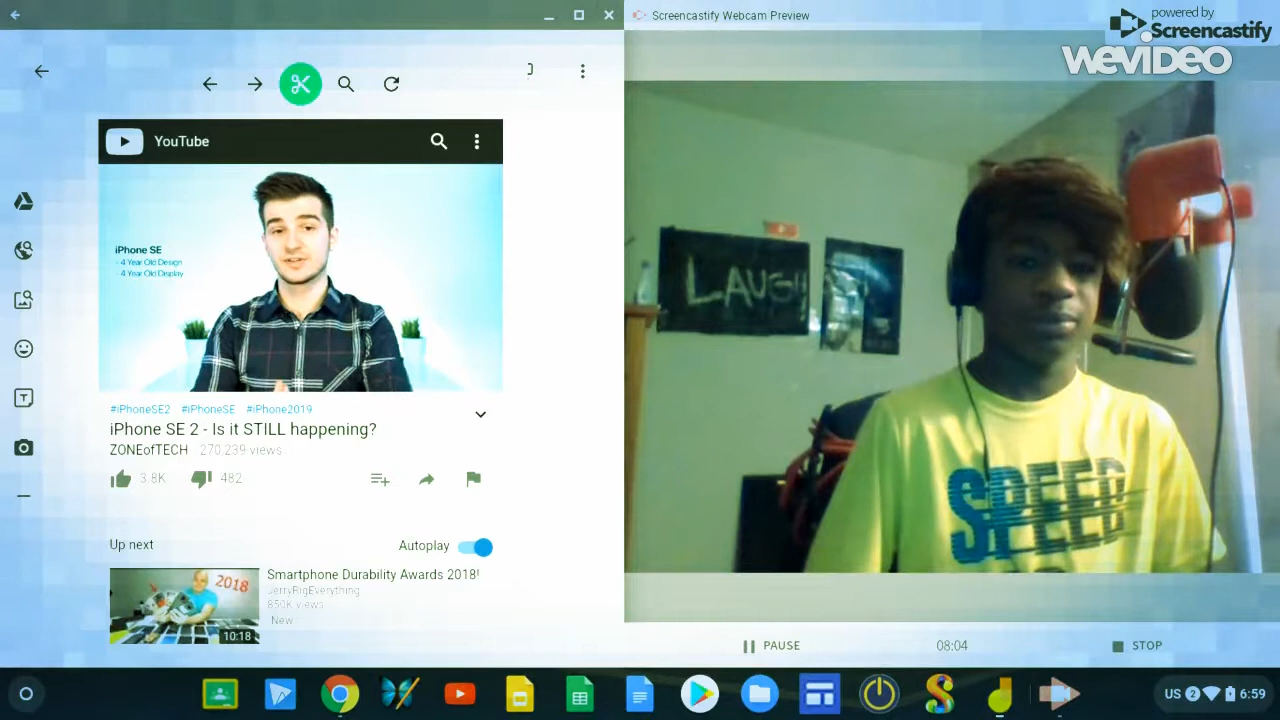 Screencastify Webcam Preview
powered by
Screencastify
WEVIDEO
YouTube
iPhone SE
- 4 Year Old Design
- 4 Year Old Display
LAUGH
SPEED
#iPhoneSE2 #iPhoneSE #iPhone2019
iPhone SE 2 - Is it STILL happening?
ZONEofTECH 270,239 views
3.8K 482
Up next
Autoplay
2018
10:18
Smartphone Durability Awards 2018!
JerryRigEverything
850K views
New
PAUSE
08:04
STOP
US 2 6:59